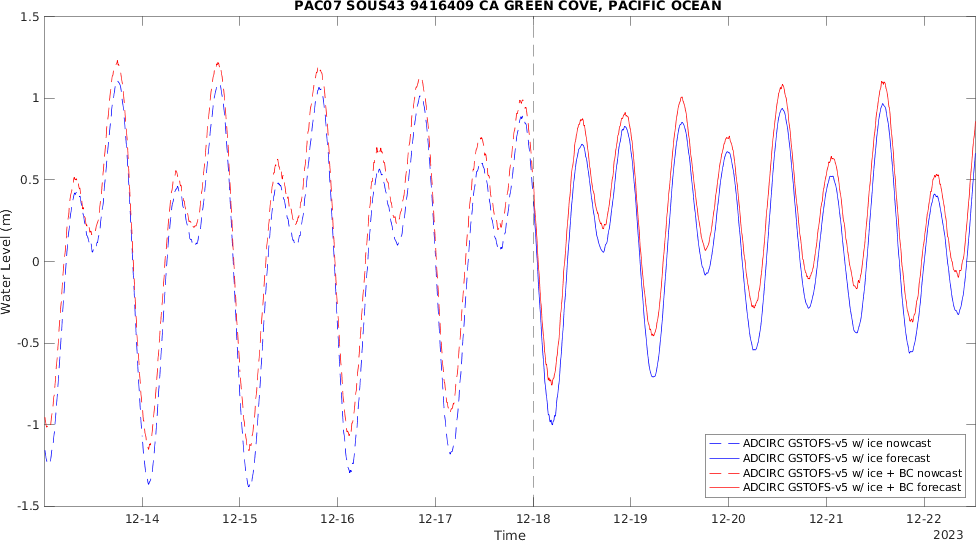 PAC07 SOUS43 9416409 CA GREEN COVE, PACIFIC OCEAN
1.5
1
0.5
0
-0.5
-1
-1.5
Water Level (m)
12-14 12-15 12-16 12-17 12-18 12-19 12-20 12-21 12-22
Time
2023
ADCIRC GSTOFS-v5 w/ ice nowcast
ADCIRC GSTOFS-v5 w/ ice forecast
ADCIRC GSTOFS-v5 w/ ice + BC nowcast
ADCIRC GSTOFS-v5 w/ ice + BC forecast